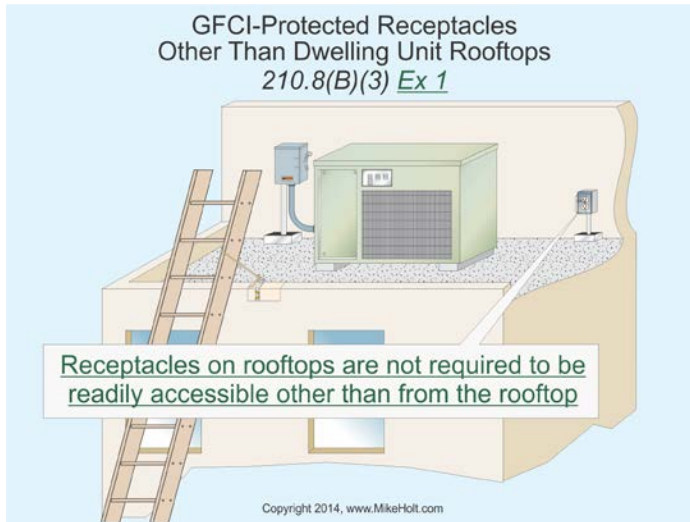 GFCI-Protected Receptacles
Other Than Dwelling Unit Rooftops
210.8(B)(3) Ex 1
Receptacles on rooftops are not required to be
readily accessible other than from the rooftop
Copyright 2014, www.MikeHolt.com